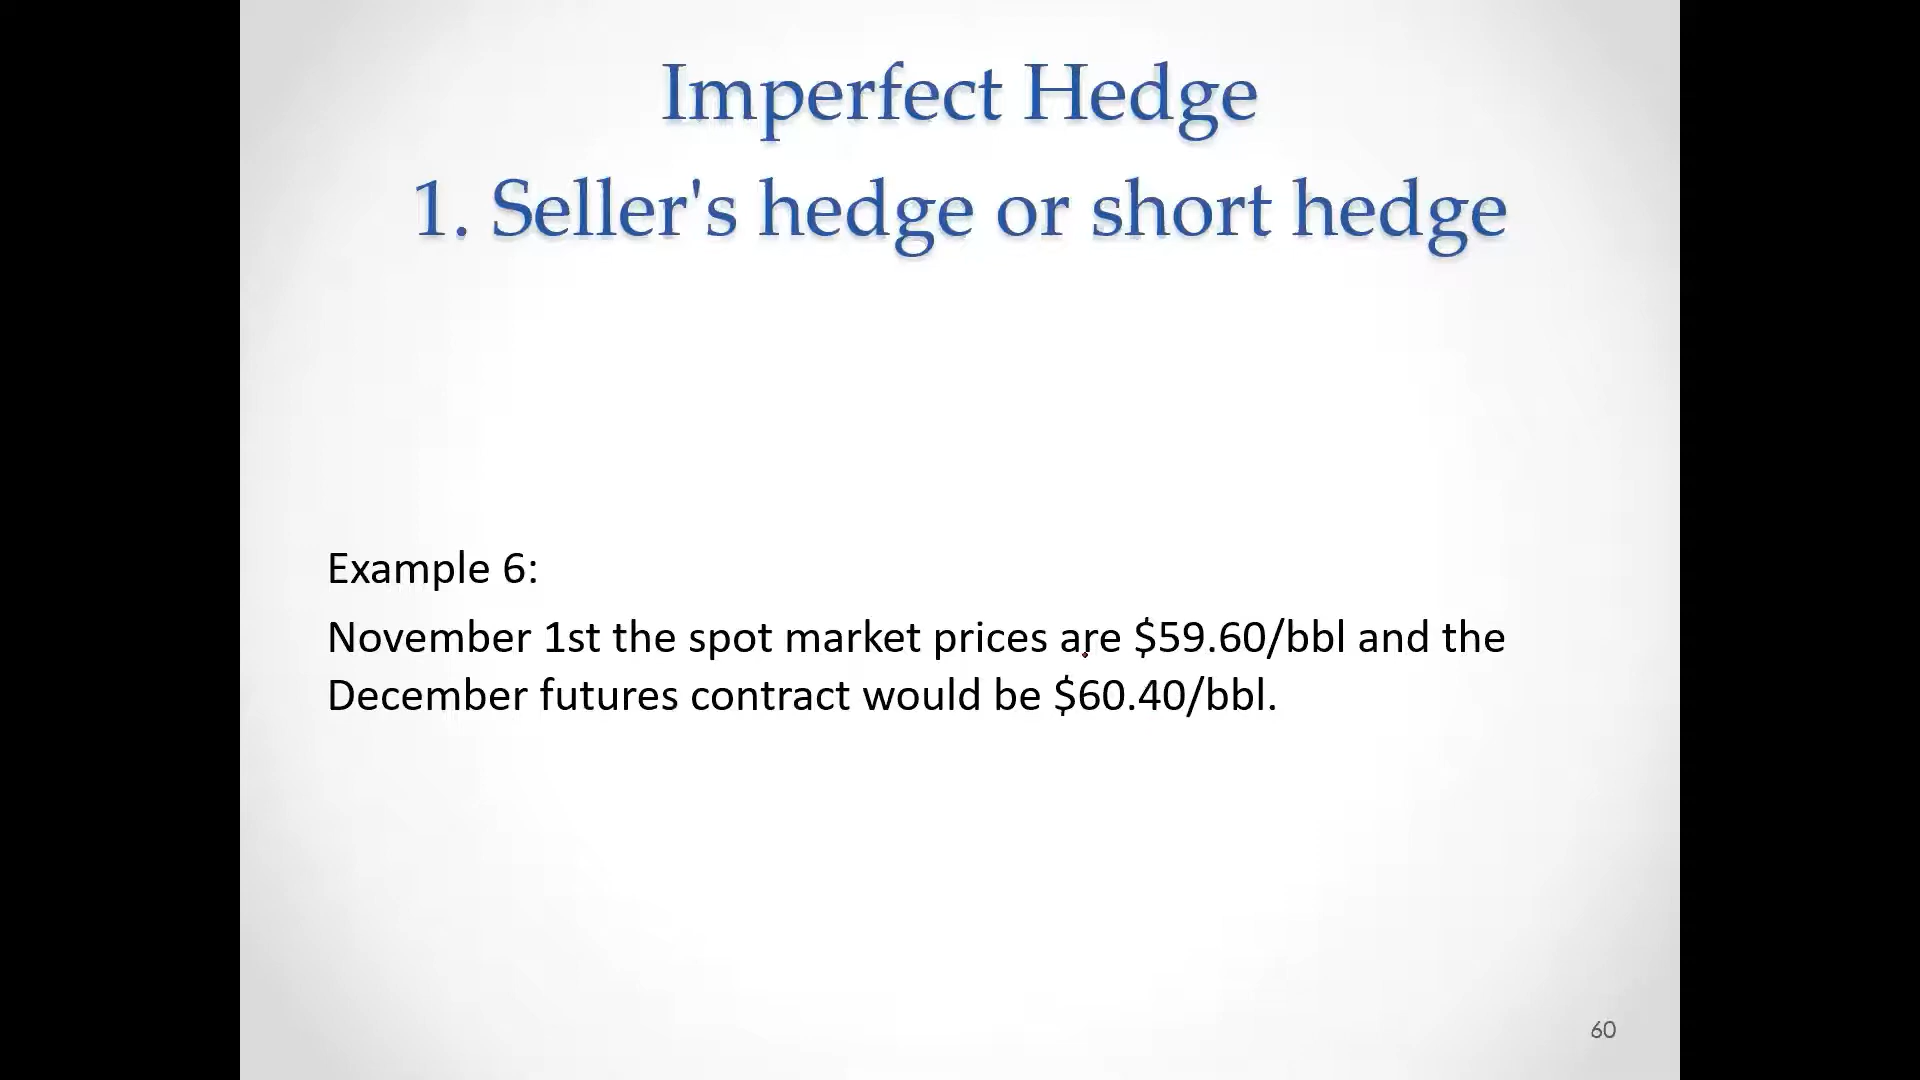 Imperfect Hedge
1. Seller's hedge or short hedge
Example 6:
November 1st the spot market prices are $59.60/bbl and the
December futures contract would be $60.40/bbl.
60